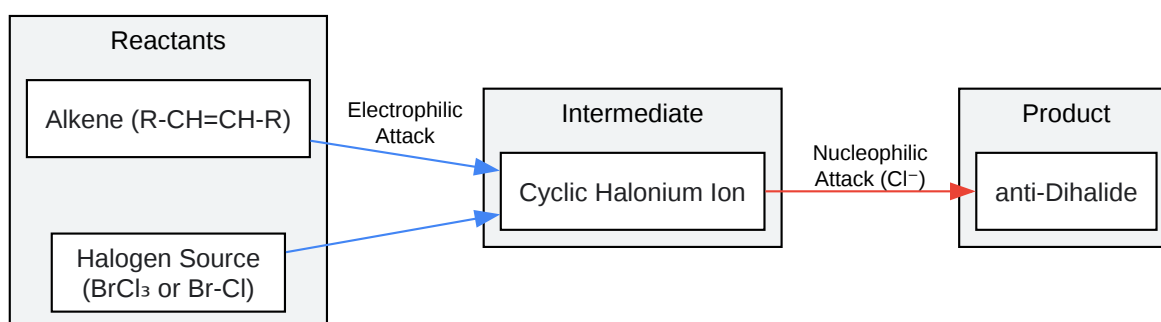 Reactants
Alkene (R-CH=CH-R)
Halogen Source
(BrCl₃ or Br-Cl)
Electrophilic
Attack
Intermediate
Cyclic Halonium Ion
Nucleophilic
Attack (Cl⁻)
Product
anti-Dihalide